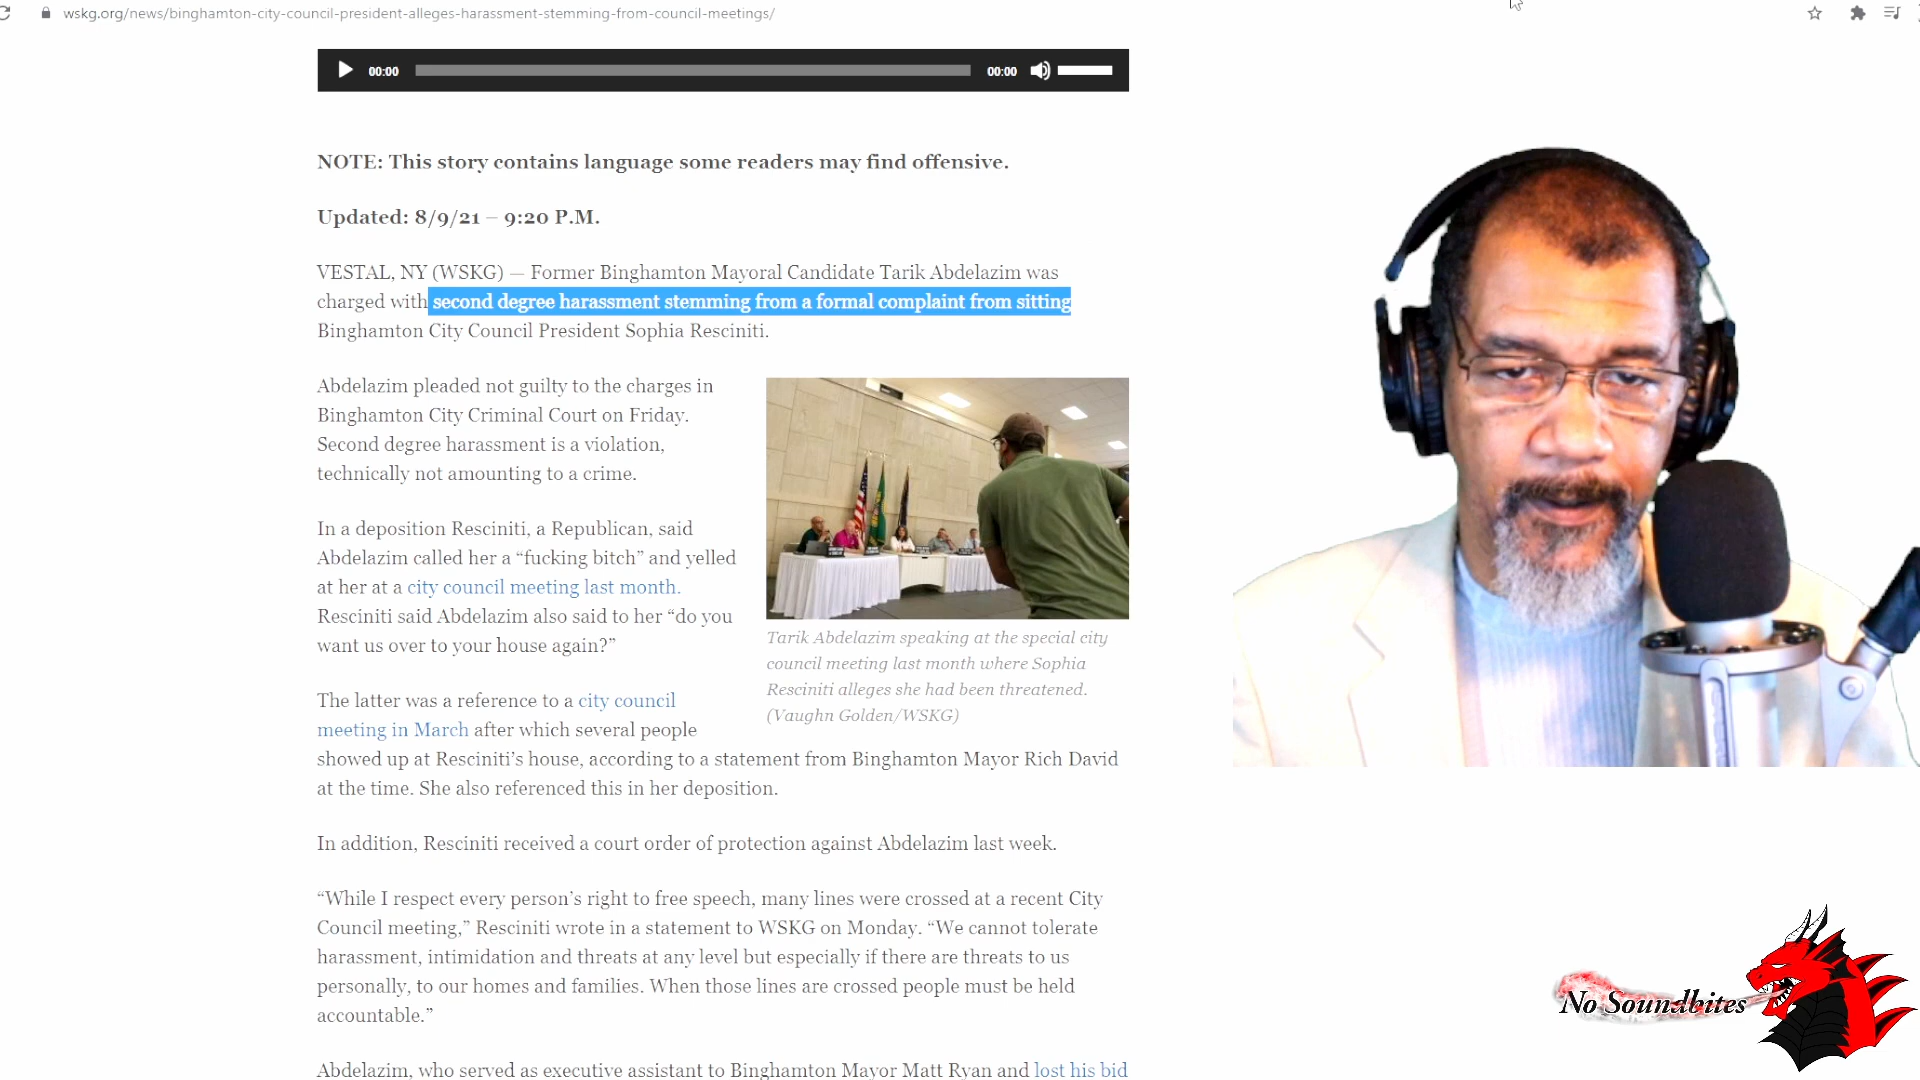 wskg.org/news/binghamton-city-council-president-alleges-harassment-stemming-from-council-meetings/
00:00
00:00
NOTE: This story contains language some readers may find offensive.
Updated: 8/9/21 – 9:20 P.M.
VESTAL, NY (WSKG) — Former Binghamton Mayoral Candidate Tarik Abdelazim was
charged with second degree harassment stemming from a formal complaint from sitting
Binghamton City Council President Sophia Resciniti.
Abdelazim pleaded not guilty to the charges in
Binghamton City Criminal Court on Friday.
Second degree harassment is a violation,
technically not amounting to a crime.
In a deposition Resciniti, a Republican, said
Abdelazim called her a “fucking bitch” and yelled
at her at a city council meeting last month.
Resciniti said Abdelazim also said to her “do you
want us over to your house again?”
Tarik Abdelazim speaking at the special city
council meeting last month where Sophia
Resciniti alleges she had been threatened.
(Vaughn Golden/WSKG)
The latter was a reference to a city council
meeting in March after which several people
showed up at Resciniti’s house, according to a statement from Binghamton Mayor Rich David
at the time. She also referenced this in her deposition.
In addition, Resciniti received a court order of protection against Abdelazim last week.
“While I respect every person’s right to free speech, many lines were crossed at a recent City
Council meeting,” Resciniti wrote in a statement to WSKG on Monday. “We cannot tolerate
harassment, intimidation and threats at any level but especially if there are threats to us
personally, to our homes and families. When those lines are crossed people must be held
accountable.”
Abdelazim, who served as executive assistant to Binghamton Mayor Matt Ryan and lost his bid
No Soundbites